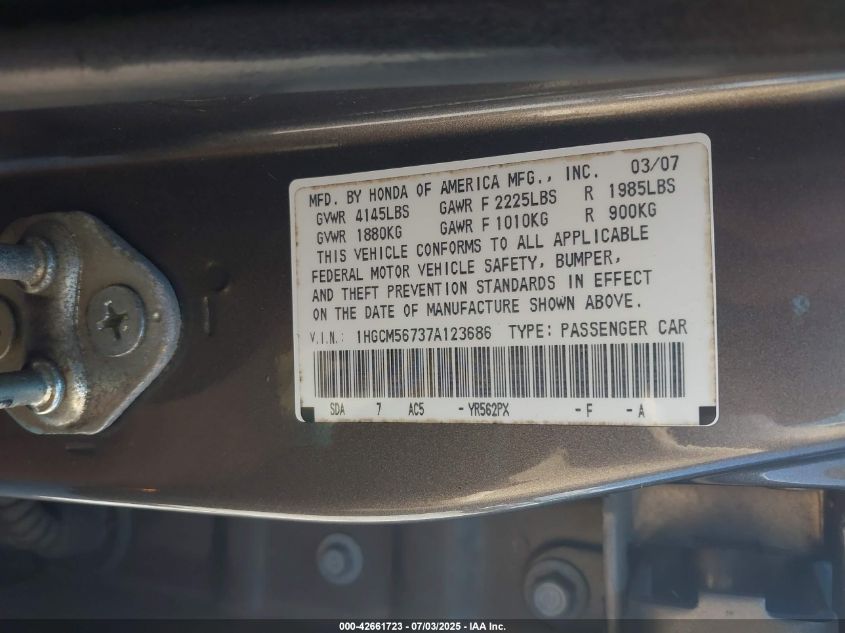 MFD. BY HONDA OF AMERICA MFG., INC. 03/07
GVWR 4145LBS GAWR F 2225LBS R 1985LBS
GVWR 1880KG GAWR F 1010KG R 900KG
THIS VEHICLE CONFORMS TO ALL APPLICABLE
FEDERAL MOTOR VEHICLE SAFETY, BUMPER,
AND THEFT PREVENTION STANDARDS IN EFFECT
ON THE DATE OF MANUFACTURE SHOWN ABOVE.
V.I.N.: 1HGCM56737A123686 TYPE: PASSENGER CAR
SDA 7 AC5 -YR562PX -F -A
000-42661723 - 07/03/2025 - IAA Inc.